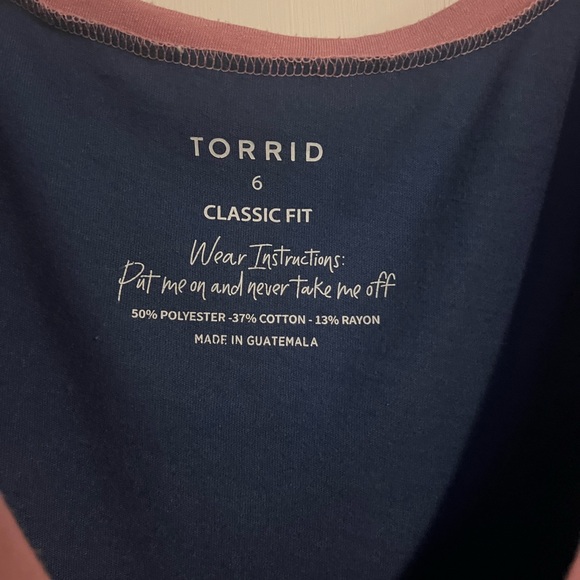 TORRID
6
CLASSIC FIT
Wear Instructions:
Put me on and never take me off
50% POLYESTER -37% COTTON - 13% RAYON
MADE IN GUATEMALA